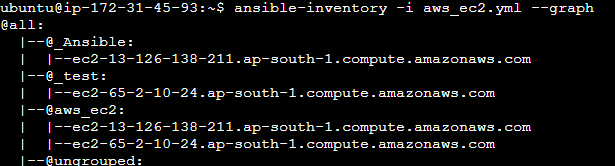 ubuntu@ip-172-31-45-93:~$ ansible-inventory -i aws_ec2.yml --graph
@all:
  |--@_Ansible:
  |  |--ec2-13-126-138-211.ap-south-1.compute.amazonaws.com
  |--@_test:
  |  |--ec2-65-2-10-24.ap-south-1.compute.amazonaws.com
  |--@aws_ec2:
  |  |--ec2-13-126-138-211.ap-south-1.compute.amazonaws.com
  |  |--ec2-65-2-10-24.ap-south-1.compute.amazonaws.com
  |--@ungrouped: